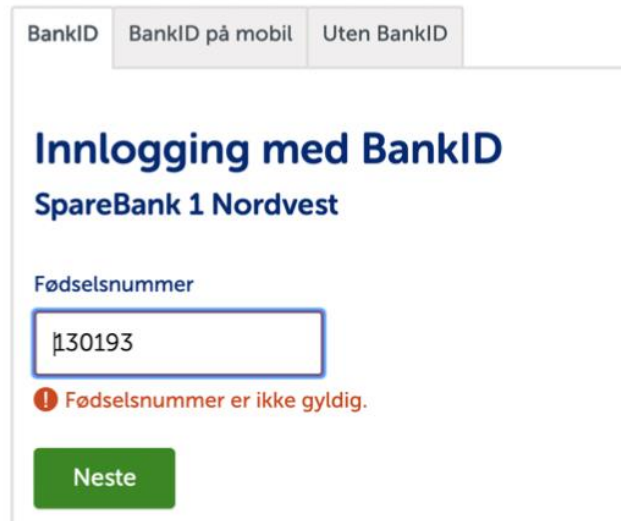 BankID BankID på mobil Uten BankID
Innlogging med BankID
SpareBank 1 Nordvest
Fødselsnummer
130193
Fødselsnummer er ikke gyldig.
Neste